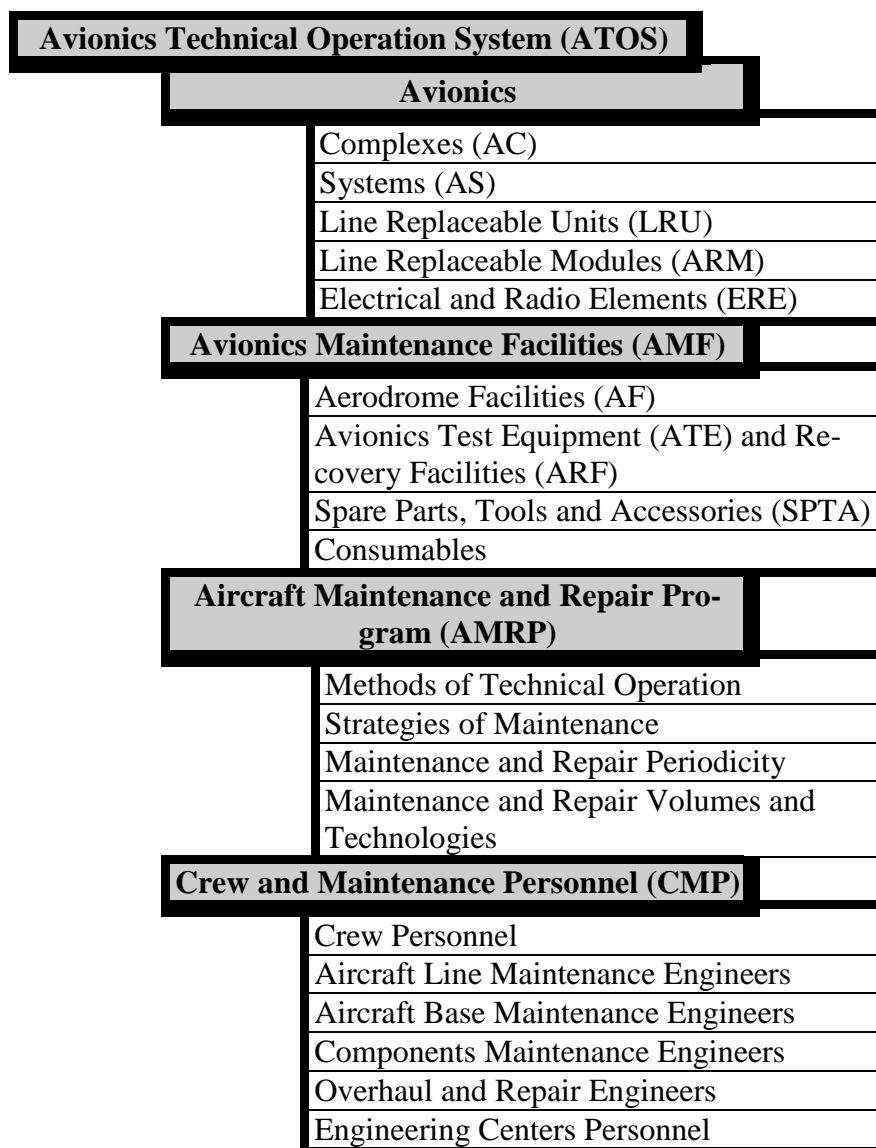 Avionics Technical Operation System (ATOS)
Avionics
Complexes (AC)
Systems (AS)
Line Replaceable Units (LRU)
Line Replaceable Modules (ARM)
Electrical and Radio Elements (ERE)
Avionics Maintenance Facilities (AMF)
Aerodrome Facilities (AF)
Avionics Test Equipment (ATE) and Re-
covery Facilities (ARF)
Spare Parts, Tools and Accessories (SPTA)
Consumables
Aircraft Maintenance and Repair Pro-
gram (AMRP)
Methods of Technical Operation
Strategies of Maintenance
Maintenance and Repair Periodicity
Maintenance and Repair Volumes and
Technologies
Crew and Maintenance Personnel (CMP)
Crew Personnel
Aircraft Line Maintenance Engineers
Aircraft Base Maintenance Engineers
Components Maintenance Engineers
Overhaul and Repair Engineers
Engineering Centers Personnel